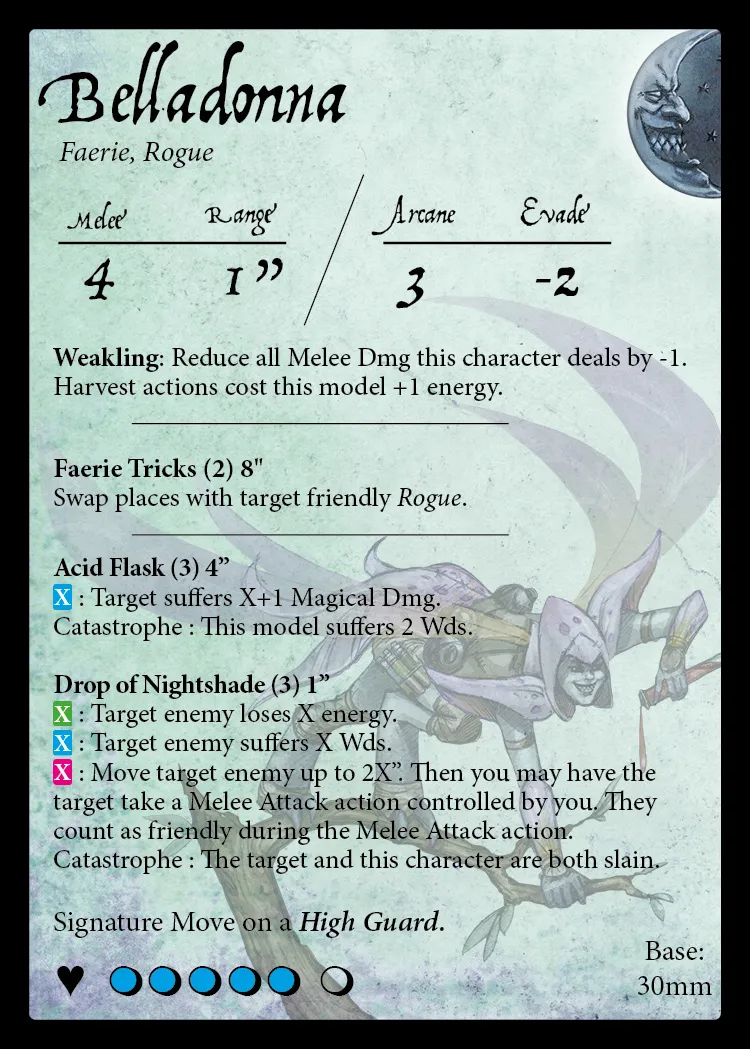 Belladonna
Faerie, Rogue
Melee Range Arcane Evade
4 1” 3 -2
Weakling: Reduce all Melee Dmg this character deals by -1.
Harvest actions cost this model +1 energy.
Faerie Tricks (2) 8"
Swap places with target friendly Rogue.
Acid Flask (3) 4”
X : Target suffers X+1 Magical Dmg.
Catastrophe : This model suffers 2 Wds.
Drop of Nightshade (3) 1”
X : Target enemy loses X energy.
X : Target enemy suffers X Wds.
X : Move target enemy up to 2X”. Then you may have the
target take a Melee Attack action controlled by you. They
count as friendly during the Melee Attack action.
Catastrophe : The target and this character are both slain.
Signature Move on a High Guard.
Base:
30mm